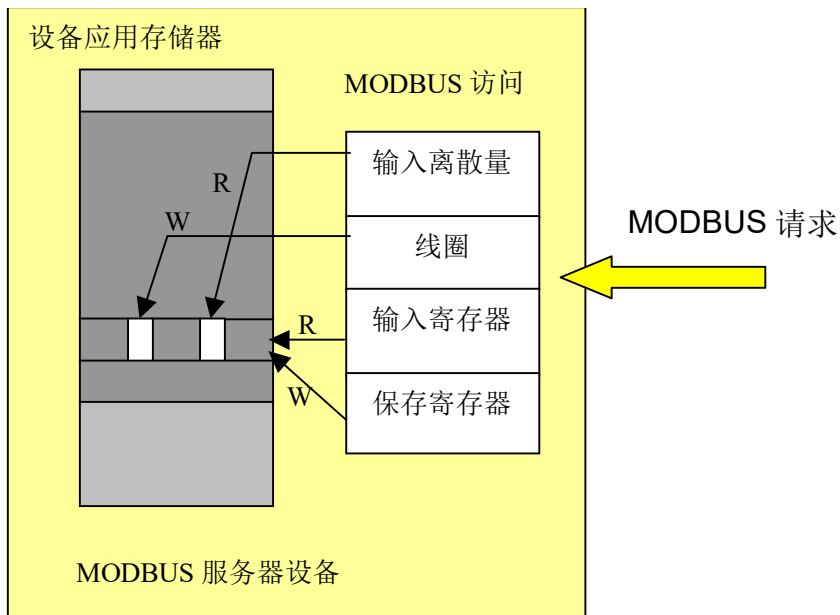 设备应用存储器
MODBUS 访问
输入离散量
R
W
线圈
MODBUS 请求
输入寄存器
R
W
保存寄存器
MODBUS 服务器设备